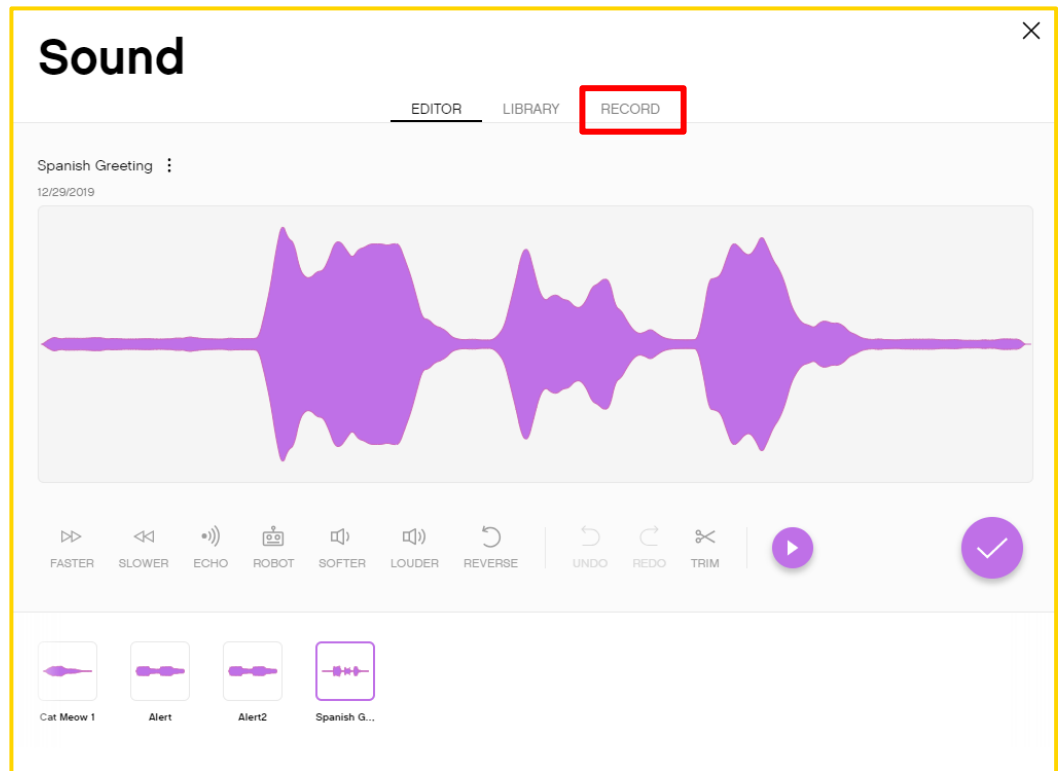 Sound
EDITOR LIBRARY RECORD
Spanish Greeting
12/29/2019
FASTER SLOWER ECHO ROBOT SOFTER LOUDER REVERSE UNDO REDO TRIM
Cat Meow 1 Alert Alert2 Spanish G...